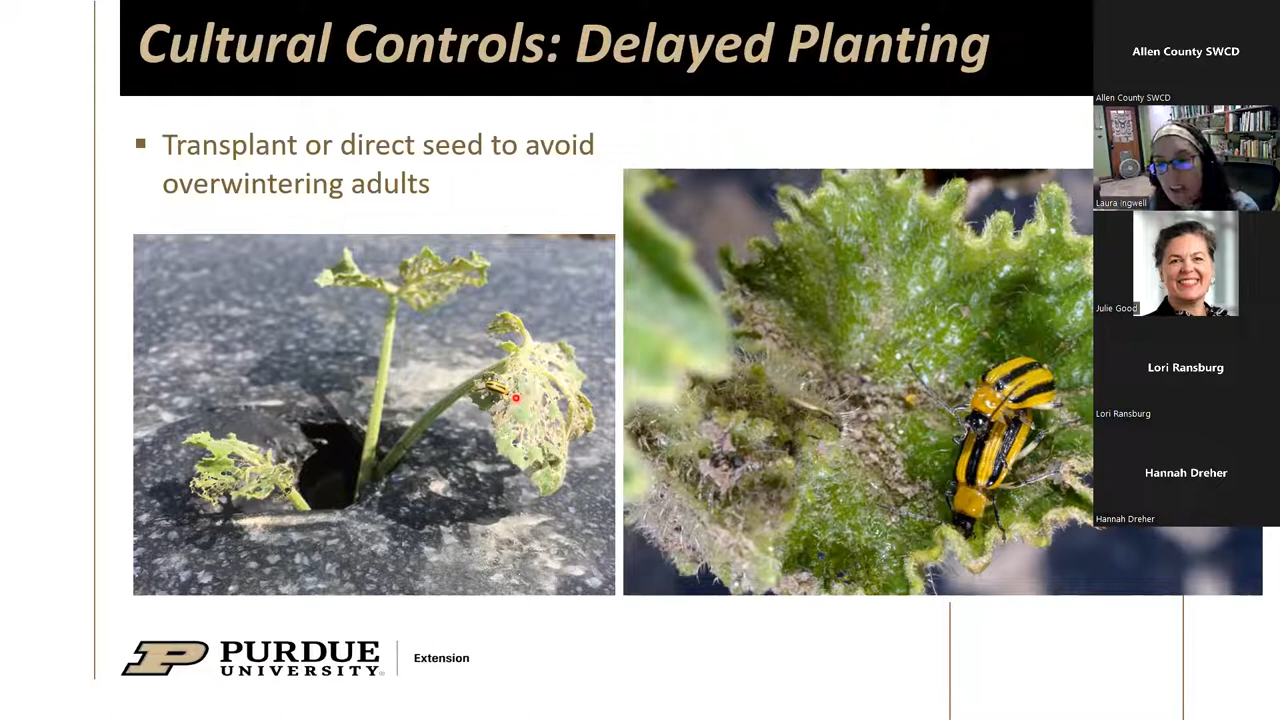 Cultural Controls: Delayed Planting
▪ Transplant or direct seed to avoid
overwintering adults
PURDUE
UNIVERSITY®
Extension
Allen County SWCD
Allen County SWCD
Laura Ingwell
Julie Good
Lori Ransburg
Lori Ransburg
Hannah Dreher
Hannah Dreher